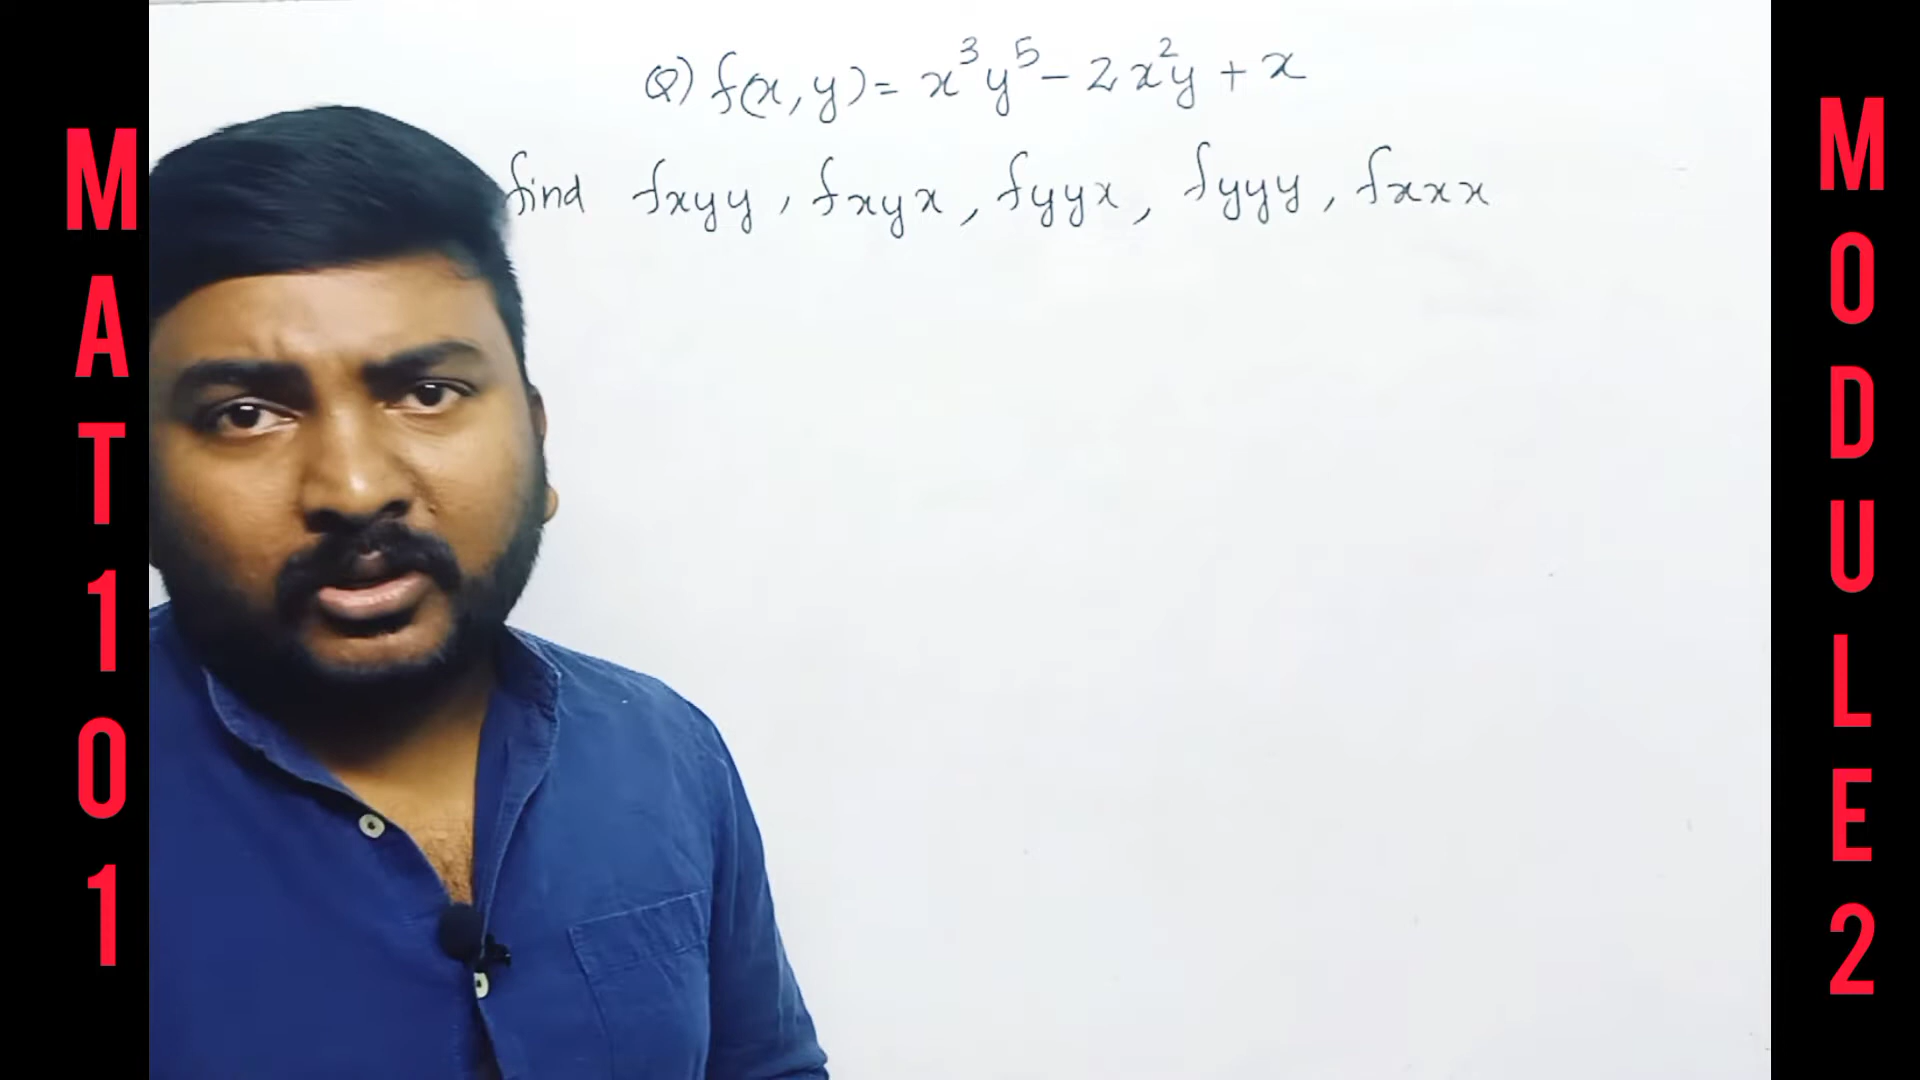 MAT101
Q) f(x,y) = x³y⁵ - 2x²y + x
find fxyy, fxyx, fyyx, fyyy, fxxx
MODULE2